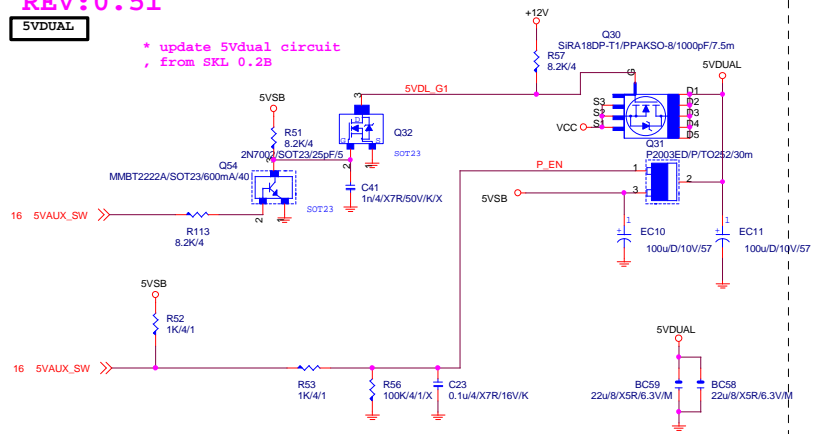 REV:0.51
5VDUAL
* update 5Vdual circuit
, from SKL 0.2B
+12V
Q30
SiRA18DP-T1/PPAKSO-8/1000pF/7.5m
R57
8.2K/4
5VDUAL
5VDL_G1
G
D1
D2
D3
D4
D5
S3
S2
S1
VCC
5VSB
R51
8.2K/4
3
D
G
S
Q32
2N7002/SOT23/25pF/5
SOT23
2
1
Q54
MMBT2222A/SOT23/600mA/40
3
SOT23
2
1
C41
1n/4/X7R/50V/K/X
Q31
P2003ED/P/TO252/30m
P_EN
1
2
3
5VSB
16 5VAUX_SW
R113
8.2K/4
1
EC10
100u/D/10V/57
1
EC11
100u/D/10V/57
5VSB
R52
1K/4/1
16 5VAUX_SW
R53
1K/4/1
R56
100K/4/1/X
C23
0.1u/4/X7R/16V/K
5VDUAL
BC59
22u/8/X5R/6.3V/M
BC58
22u/8/X5R/6.3V/M